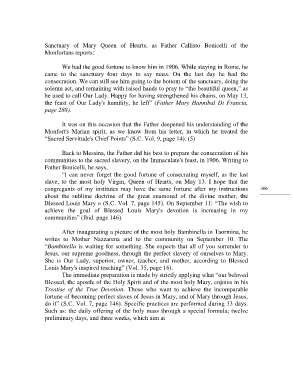 Sanctuary of Mary Queen of Hearts, as Father Callisto Bonicelli of the
Monfortans reports:
We had the good fortune to know him in 1906. While staying in Rome, he
came to the sanctuary four days to say mass. On the last day he had the
consecration. We can still see him going to the bottom of the sanctuary, doing the
solemn act, and remaining with raised hands to pray to "the beautiful queen," as
he used to call Our Lady. Happy for having strengthened his chains, on May 13,
the feast of Our Lady's humility, he left" (Father Mary Hannibal Di Francia,
page 288).
It was on this occasion that the Father deepened his understanding of the
Monfort's Marian spirit, as we know from his letter, in which he treated the
"Sacred Servitude's Chief Points" (S.C. V. 9, page 14). (5)
Back to Messina, the Father did his best to prepare the consecration of his
communities to the sacred slavery, on the Immaculate's feast, in 1906. Writing to
Father Bonicelli, he says,
"I can never forget the good fortune of consecrating myself, as the last
slave, to the most holy Virgin, Queen of Hearts, on May 13. I hope that the
congregants of my institutes may have the same fortune after my instructions
about the sublime doctrine of the great enamored of the divine mother, the
Blessed Louis Mary » (S.C. Vol. 7, page 145). On September 11: "The wish to
achieve the goal of Blessed Louis Mary's devotion is increasing in my
communities" (Ibid. page 146).
306
After inaugurating a picture of the most holy Bambinella in Taormina, he
writes to Mother Nazzarena and to the community on September 10. The
"Bambinella is waiting for something. She expects that all of you surrender to
Jesus, our supreme goodness, through the perfect slavery of ourselves to Mary.
She is Our Lady, superior, owner, teacher, and mother, according to Blessed
Louis Mary's inspired teaching" (Vol. 35, page 16).
The immediate preparation is made by strictly applying what "our beloved
Blessed, the apostle of the Holy Spirit and of the most holy Mary, enjoins in his
Treatise of the True Devotion. Those who want to achieve the incomparable
fortune of becoming perfect slaves of Jesus in Mary, and of Mary through Jesus,
do it" (S.C. Vol. 7, page 146). Specific practices are performed during 33 days.
Such as: the daily offering of the holy mass through a special formula; twelve
preliminary days, and three weeks, which aim at